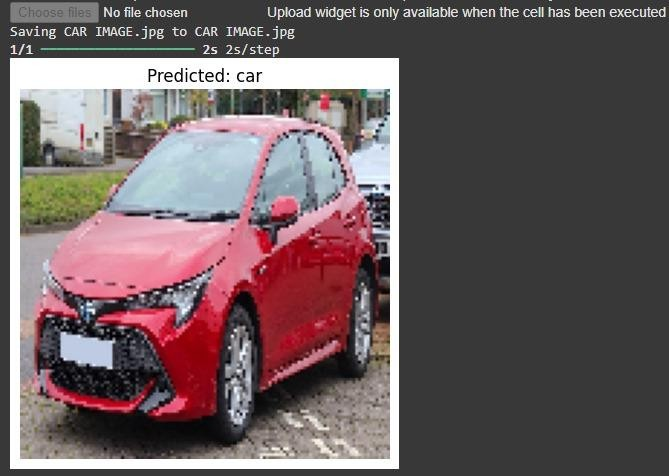 Choose files No file chosen Upload widget is only available when the cell has been executed
Saving CAR IMAGE.jpg to CAR IMAGE.jpg
1/1 ━━━━━━━━━━━━━━━━━━━━ 2s 2s/step
Predicted: car